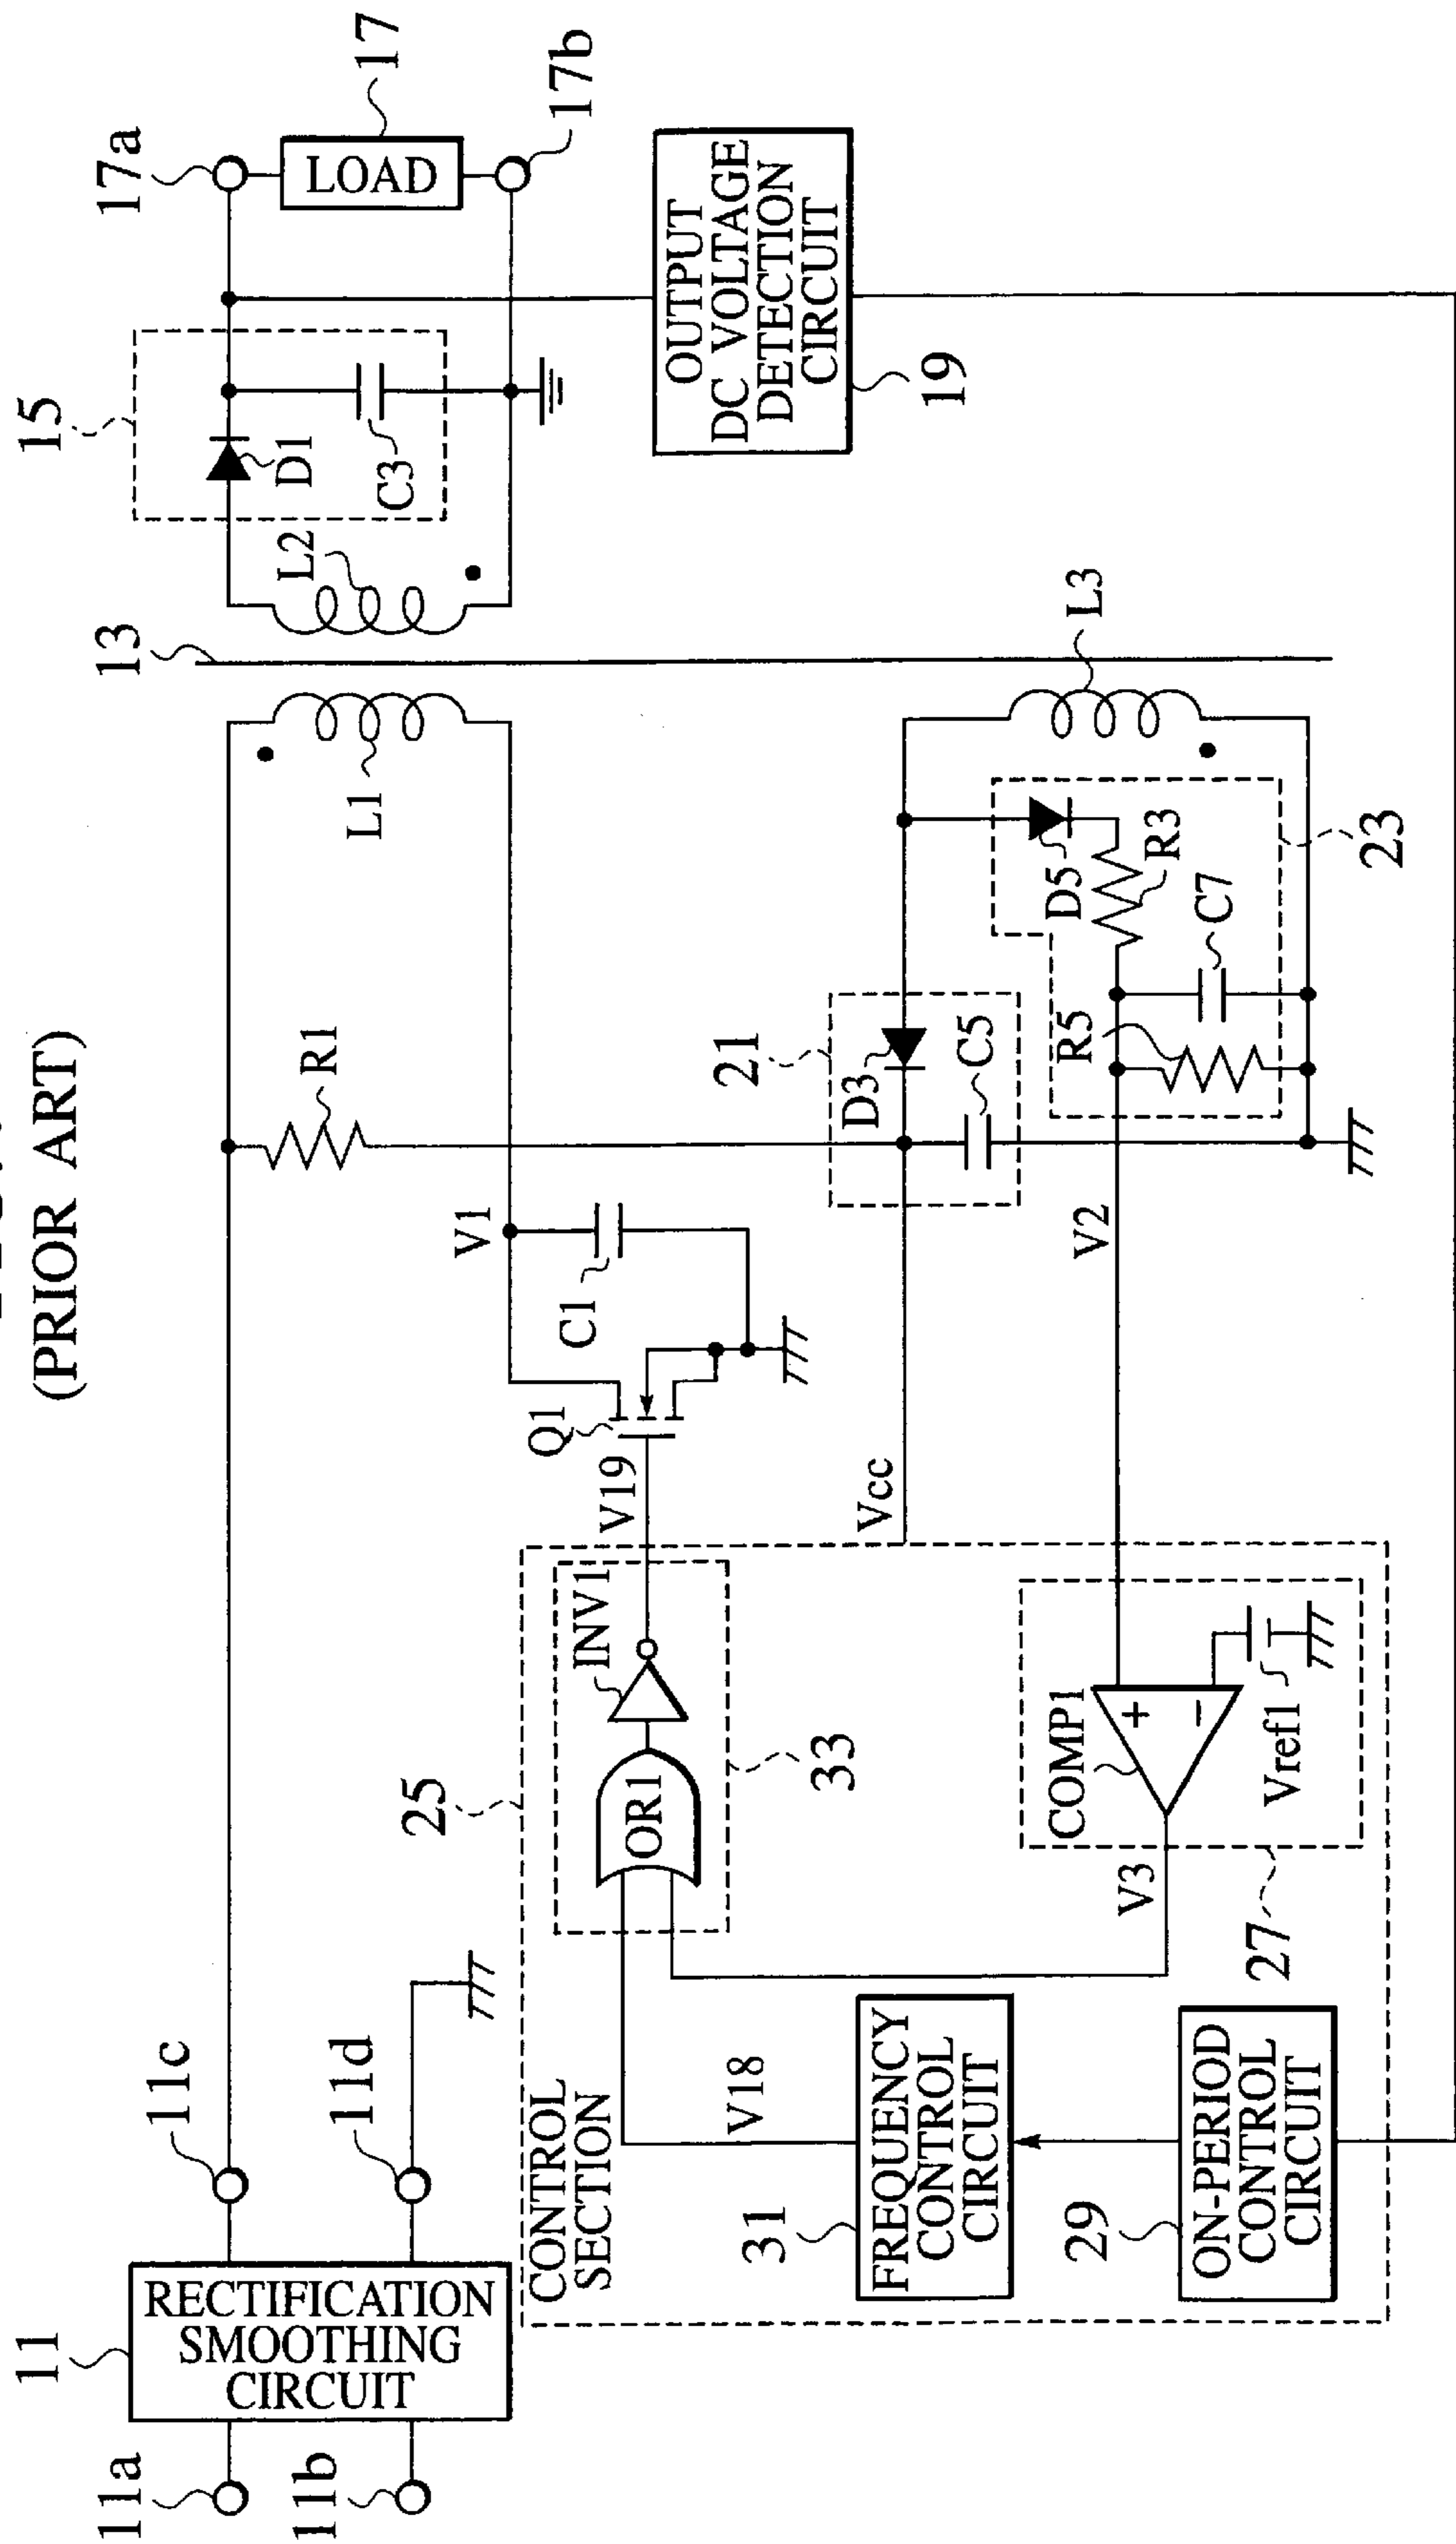 (PRIOR ART)
11
11a
11b
RECTIFICATION
SMOOTHING
CIRCUIT
11c
11d
R1
L1
13
L2
15
D1
C3
17a
LOAD
17
17b
OUTPUT
DC VOLTAGE
DETECTION
CIRCUIT
19
V1
C1
Q1
V19
CONTROL
SECTION
25
INV1
OR1
33
V18
Vcc
21
D3
C5
L3
D5
R3
C7
R5
23
V2
COMP1
+
−
Vref1
V3
27
31
FREQUENCY
CONTROL
CIRCUIT
29
ON-PERIOD
CONTROL
CIRCUIT